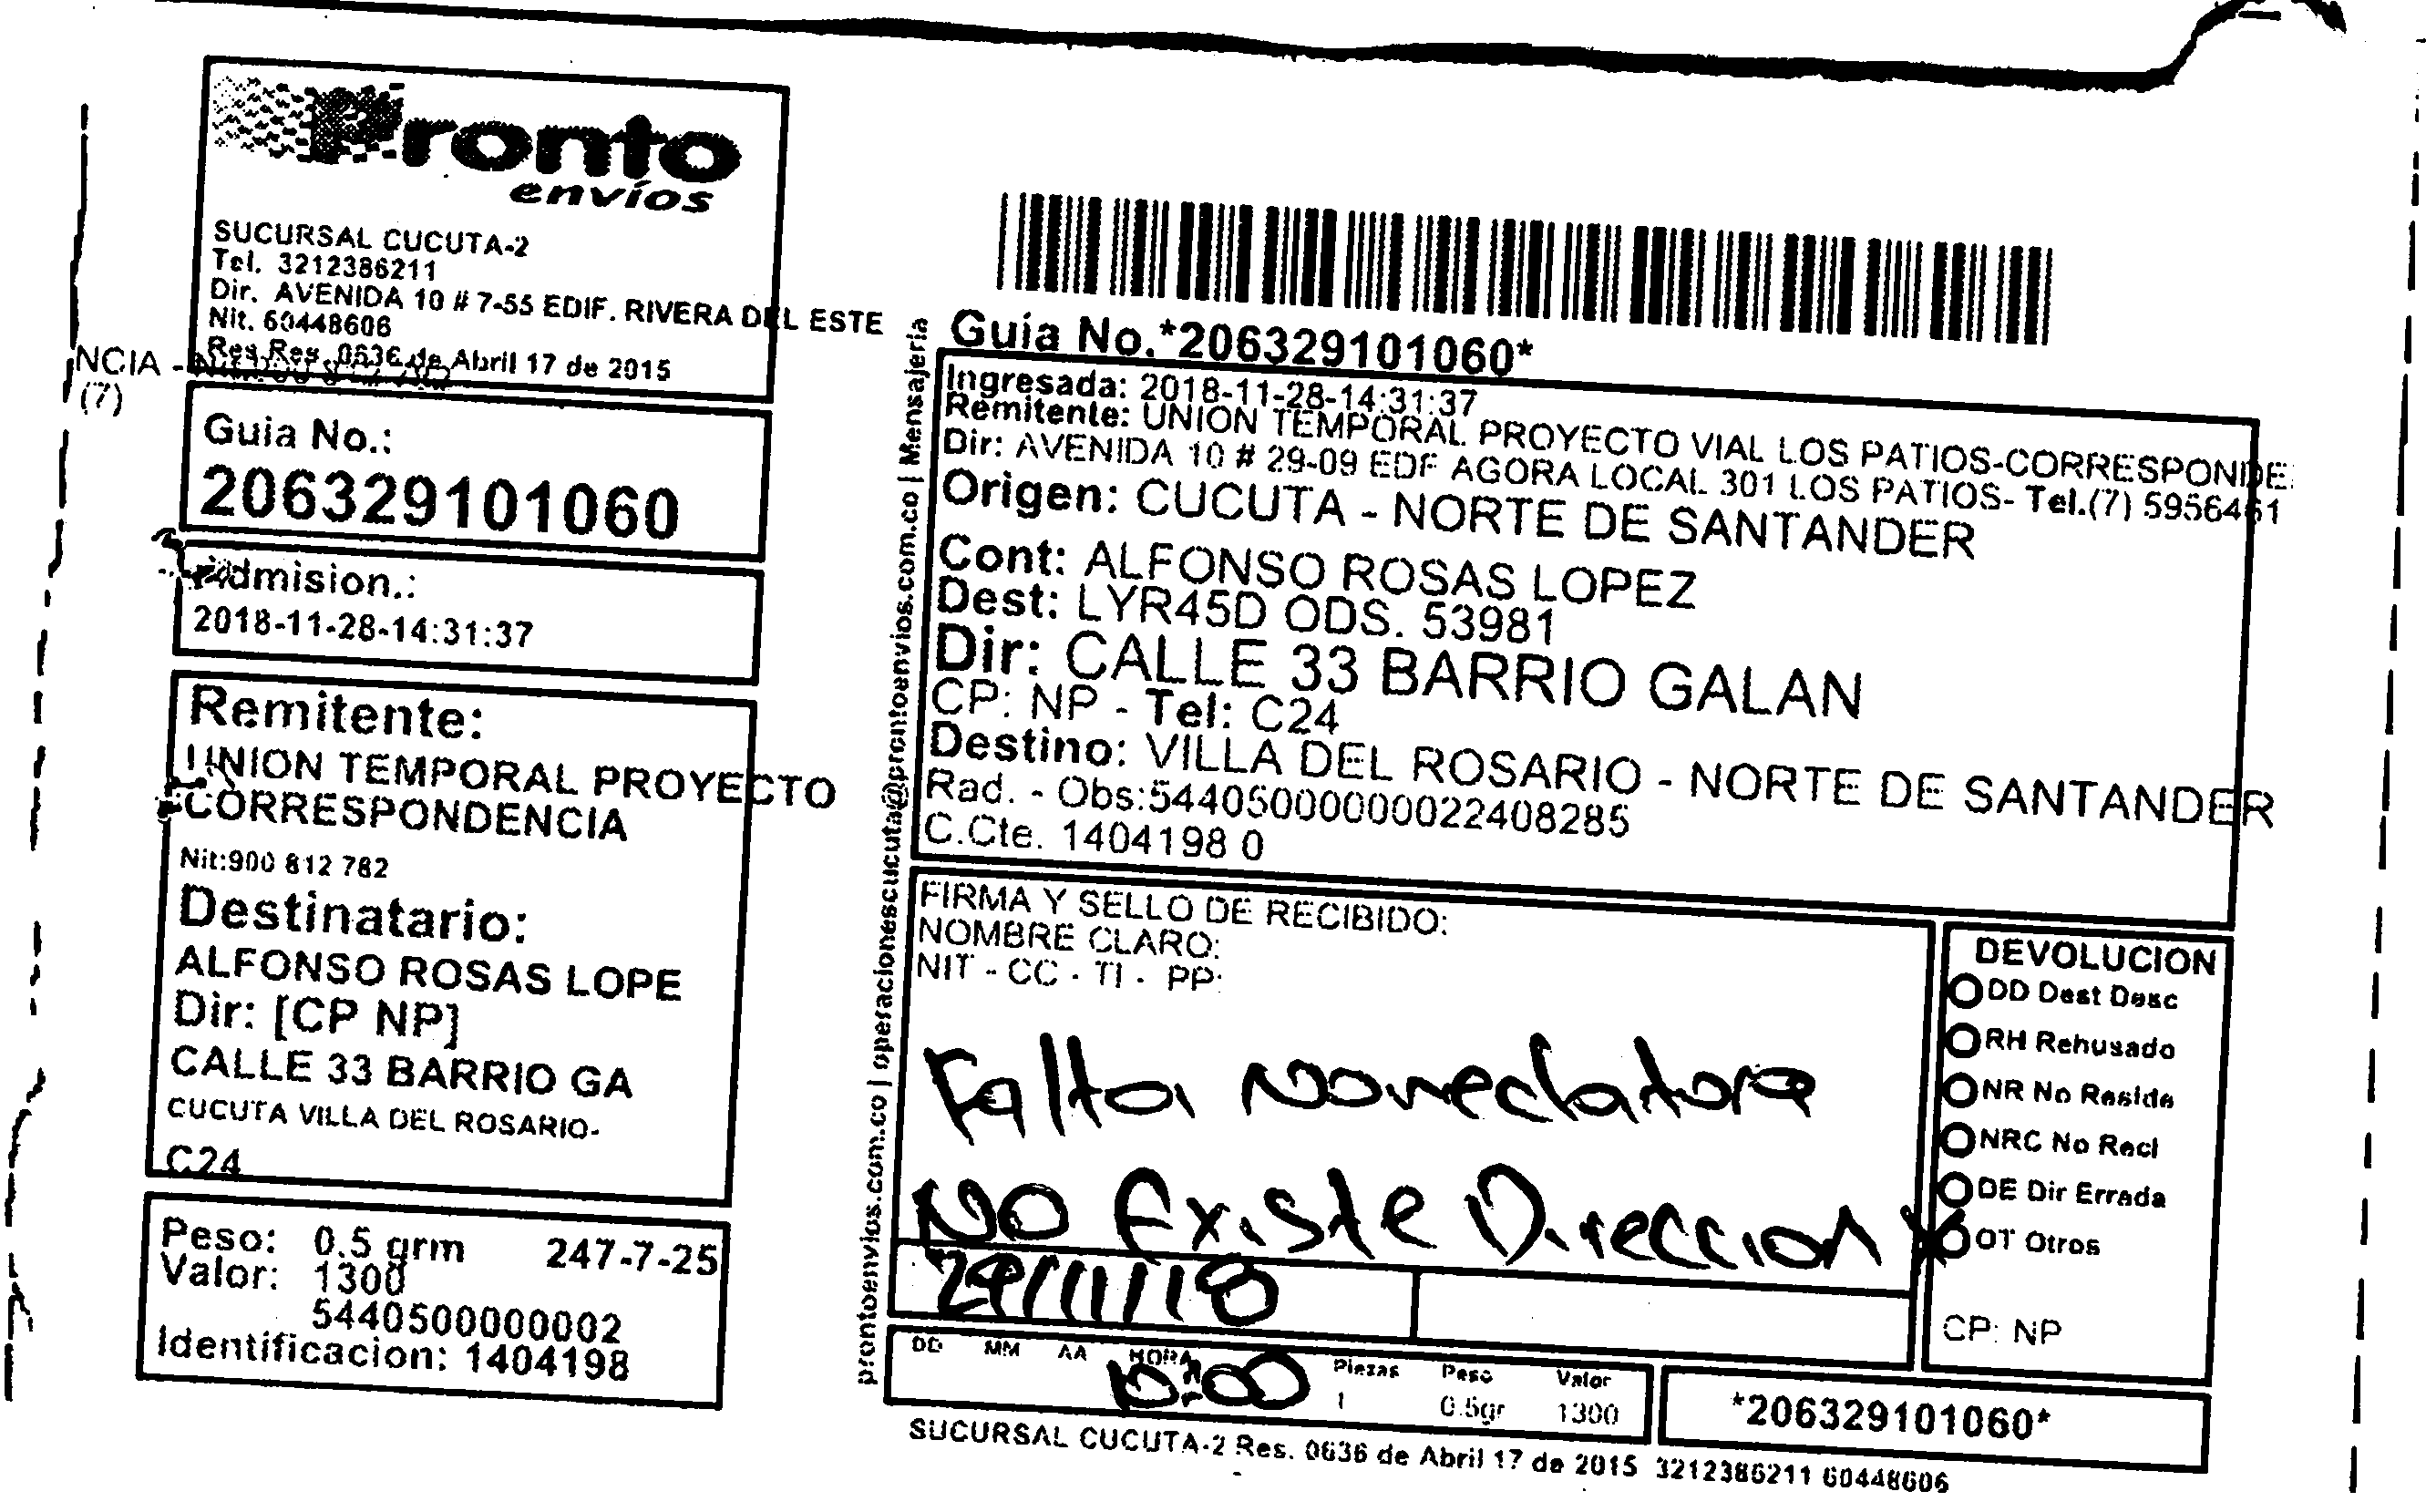 Pronto
envíos
SUCURSAL CUCUTA-2
Tel. 3212386211
Dir. AVENIDA 10 # 7-55 EDIF. RIVERA DEL ESTE
Nit. 60448606
Res Res. 0636 de Abril 17 de 2015
NCIA -
(7)
Guia No.:
206329101060
Admision.:
2018-11-28-14:31:37
Remitente:
UNION TEMPORAL PROYECTO
CORRESPONDENCIA
Nit:900 812 782
Destinatario:
ALFONSO ROSAS LOPE
Dir: [CP NP]
CALLE 33 BARRIO GA
CUCUTA VILLA DEL ROSARIO-
C24
Peso: 0.5 grm 247-7-25
Valor: 1300
5440500000002
Identificacion: 1404198
prontoenvios.com.co | operacionescucuta@prontoenvios.com.co | Mensajeria
Guia No.*206329101060*
Ingresada: 2018-11-28-14:31:37
Remitente: UNION TEMPORAL PROYECTO VIAL LOS PATIOS-CORRESPONDE
Dir: AVENIDA 10 # 29-09 EDF AGORA LOCAL 301 LOS PATIOS- Tel.(7) 5956461
Origen: CUCUTA - NORTE DE SANTANDER
Cont: ALFONSO ROSAS LOPEZ
Dest: LYR45D ODS. 53981
Dir: CALLE 33 BARRIO GALAN
CP: NP - Tel: C24
Destino: VILLA DEL ROSARIO - NORTE DE SANTANDER
Rad. - Obs:54405000000022408285
C.Cte. 1404198 0
FIRMA Y SELLO DE RECIBIDO:
NOMBRE CLARO:
NIT - CC - TI - PP:
Falta Noneclatora
NO Existe Direccion X
29/11/18
DD MM AA HORA
10:00
Piezas Peso Valor
1 0.5gr 1300
DEVOLUCION
DD Dest Desc
RH Rehusado
NR No Reside
NRC No Recl
DE Dir Errada
OT Otros
CP: NP
*206329101060*
SUCURSAL CUCUTA-2 Res. 0636 de Abril 17 de 2015 3212386211 60448606